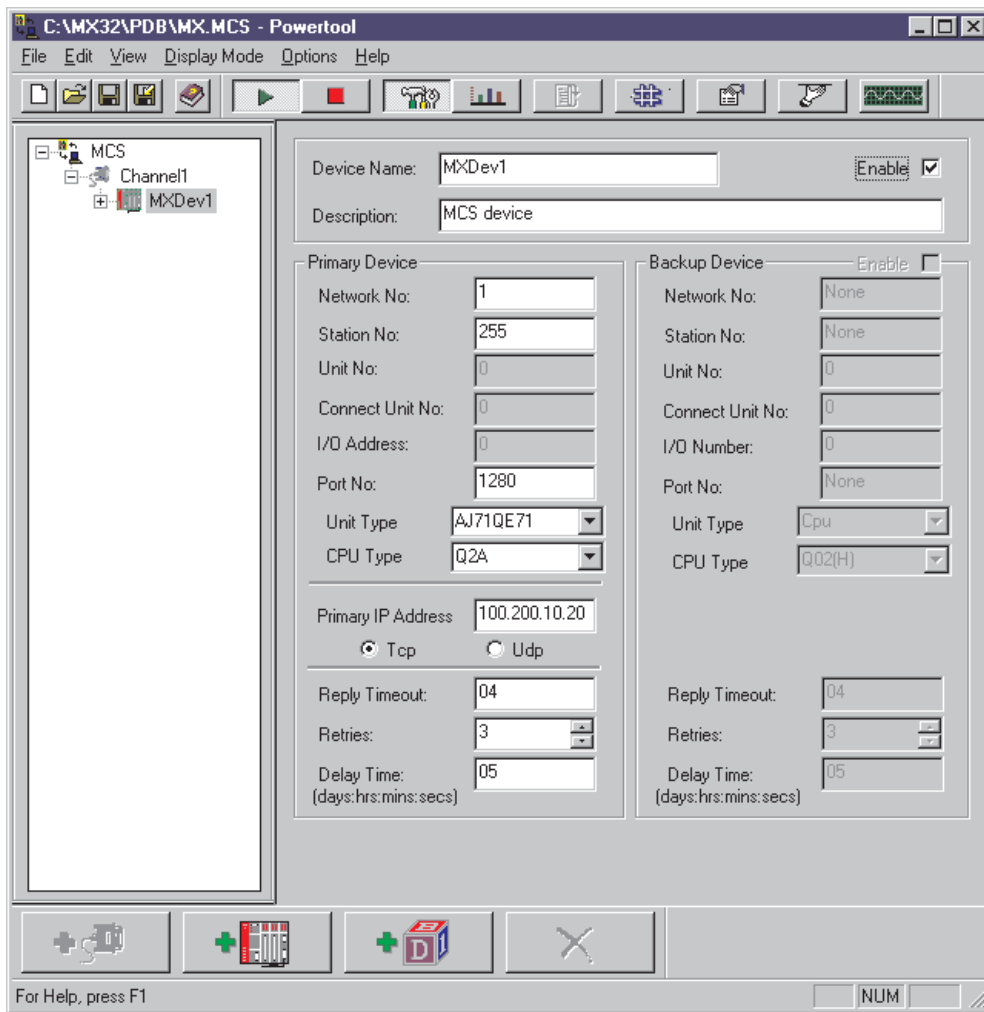 C:\MX32\PDB\MX.MCS - Powertool
File Edit View Display Mode Options Help
MCS
Channel1
MXDev1
Device Name: MXDev1 Enable
Description: MCS device
Primary Device
Network No: 1
Station No: 255
Unit No: 0
Connect Unit No: 0
I/O Address: 0
Port No: 1280
Unit Type AJ71QE71
CPU Type Q2A
Primary IP Address 100.200.10.20
Tcp Udp
Reply Timeout: 04
Retries: 3
Delay Time: 05
(days:hrs:mins:secs)
Backup Device Enable
Network No: None
Station No: None
Unit No: 0
Connect Unit No: 0
I/O Number: 0
Port No: None
Unit Type Cpu
CPU Type Q02(H)
Reply Timeout: 04
Retries: 3
Delay Time: 05
(days:hrs:mins:secs)
S
B D 1
For Help, press F1 NUM